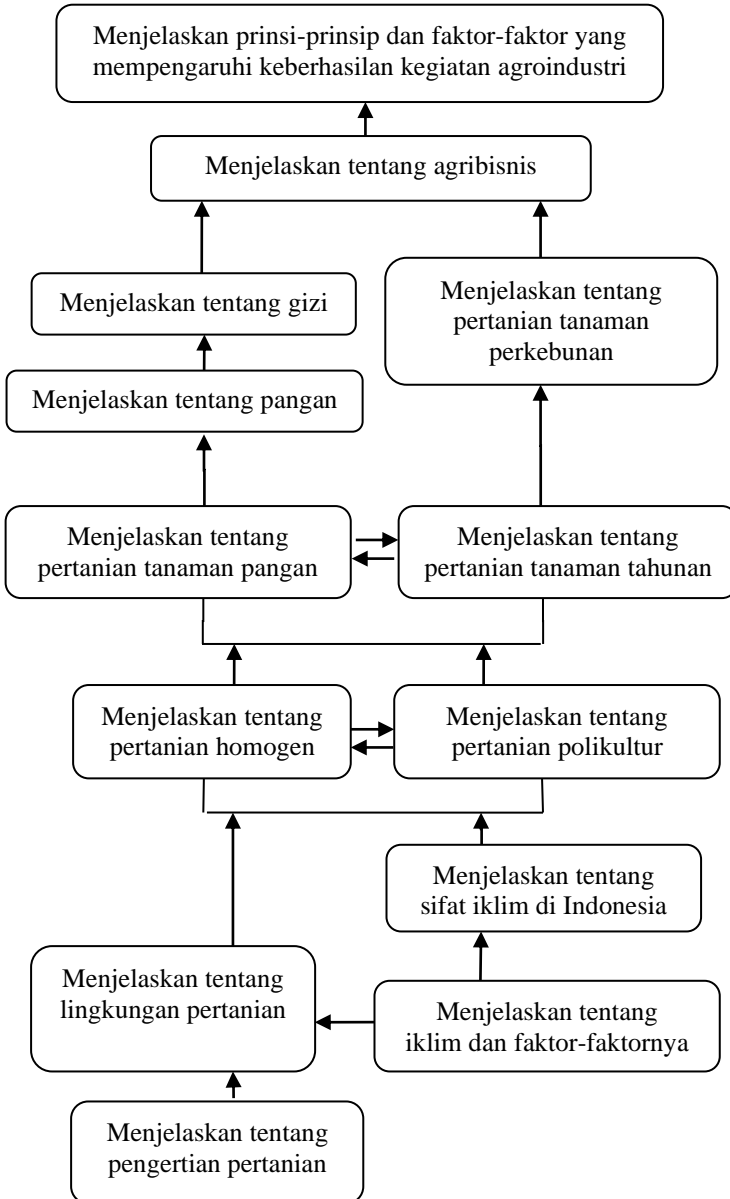 Menjelaskan prinsi-prinsip dan faktor-faktor yang
mempengaruhi keberhasilan kegiatan agroindustri
Menjelaskan tentang agribisnis
Menjelaskan tentang gizi
Menjelaskan tentang
pertanian tanaman
perkebunan
Menjelaskan tentang pangan
Menjelaskan tentang
pertanian tanaman pangan
Menjelaskan tentang
pertanian tanaman tahunan
Menjelaskan tentang
pertanian homogen
Menjelaskan tentang
pertanian polikultur
Menjelaskan tentang
sifat iklim di Indonesia
Menjelaskan tentang
lingkungan pertanian
Menjelaskan tentang
iklim dan faktor-faktornya
Menjelaskan tentang
pengertian pertanian